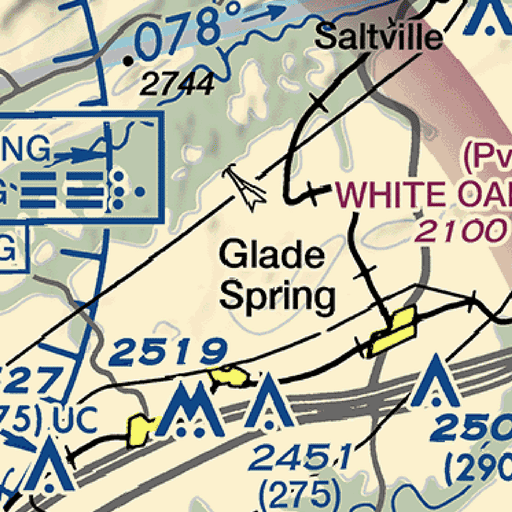 078°
Saltville
2744
NG
(Pv
WHITE OA
2100
G
Glade
Spring
2519
27
75) UC
2451
(275)
250
(290